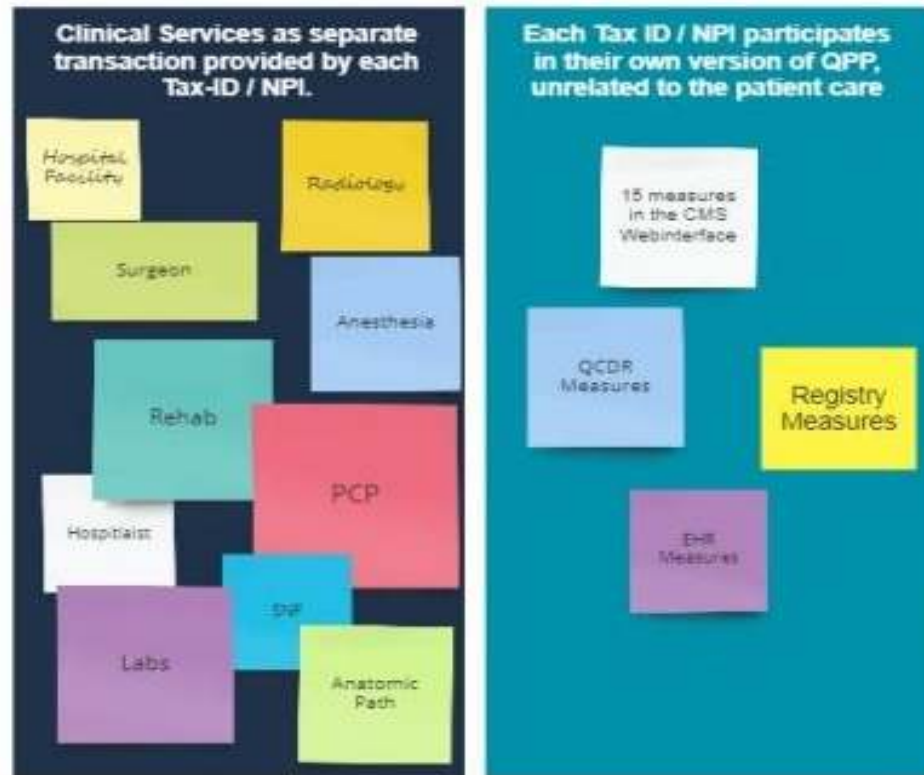 Clinical Services as separate
transaction provided by each
Tax-ID / NPI.
Hospital
Facility
Radiology
Surgeon
Anesthesia
Rehab
PCP
Hospitlaist
SNF
Labs
Anatomic
Path
Each Tax ID / NPI participates
in their own version of QPP,
unrelated to the patient care
15 measures
in the CMS
Webinterface
QCDR
Measures
Registry
Measures
EHR
Measures